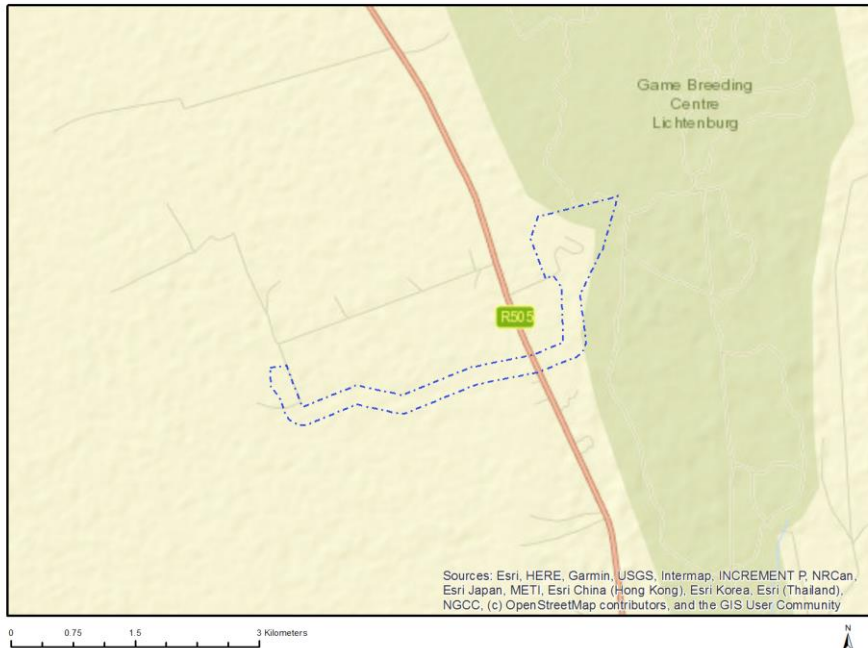 Game Breeding
Centre
Lichtenburg
R505
Sources: Esri, HERE, Garmin, USGS, Intermap, INCREMENT P, NRCan,
Esri Japan, METI, Esri China (Hong Kong), Esri Korea, Esri (Thailand),
NGCC, (c) OpenStreetMap contributors, and the GIS User Community
0 0.75 1.5 3 Kilometers
N